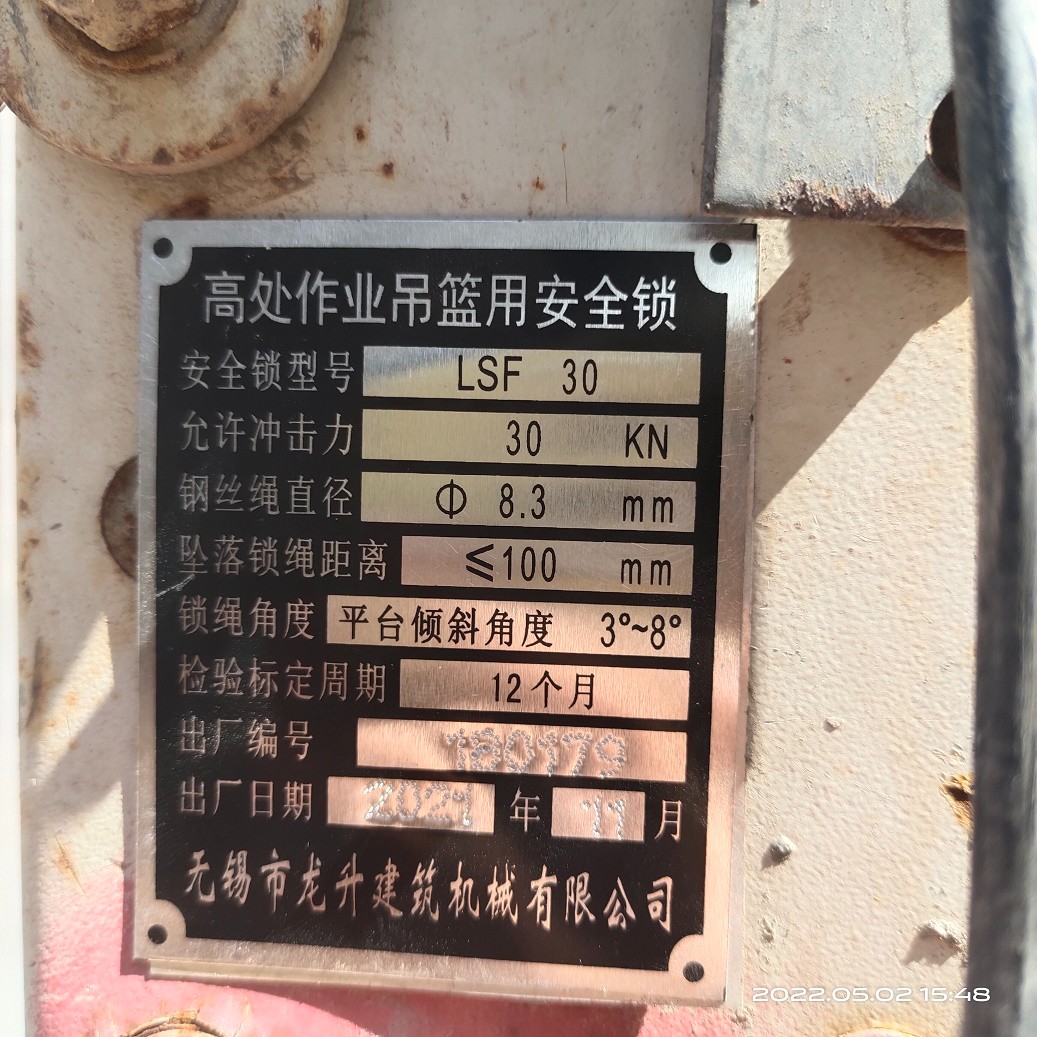 高处作业吊篮用安全锁
安全锁型号 LSF 30
允许冲击力 30 KN
钢丝绳直径 Φ 8.3 mm
坠落锁绳距离 ≤100 mm
锁绳角度 平台倾斜角度 3°~8°
检验标定周期 12个月
出厂编号 180179
出厂日期 2021 年 11 月
无锡市龙升建筑机械有限公司
2022.05.02 15:48